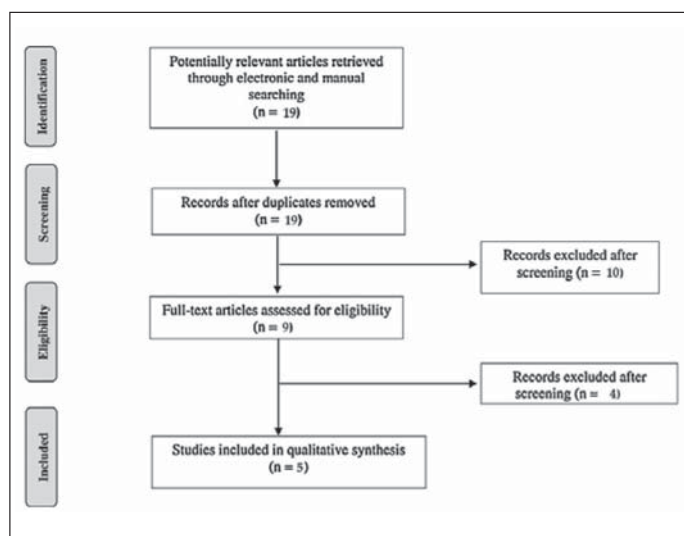 Identification
Potentially relevant articles retrieved
through electronic and manual
searching
(n = 19)
Screening
Records after duplicates removed
(n = 19)
Records excluded after
screening (n = 10)
Eligibility
Full-text articles assessed for eligibility
(n = 9)
Records excluded after
screening (n = 4)
Included
Studies included in qualitative synthesis
(n = 5)